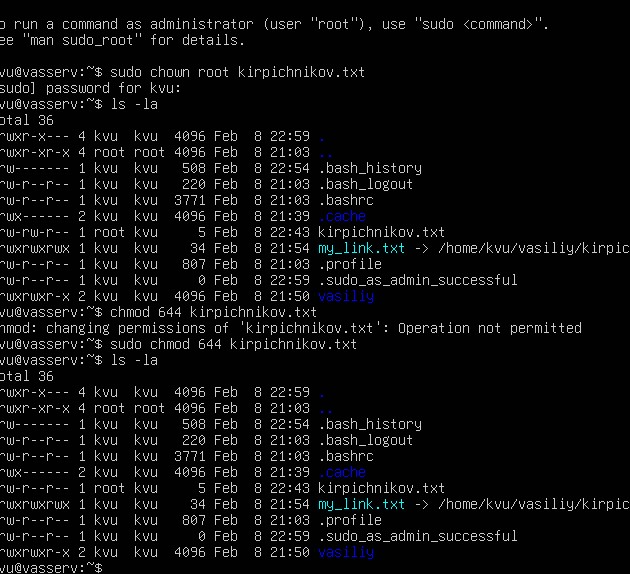 o run a command as administrator (user "root"), use "sudo <command>".
ee "man sudo_root" for details.
vu@vasserv:~$ sudo chown root kirpichnikov.txt
sudo] password for kvu:
vu@vasserv:~$ ls -la
otal 36
rwxr-x--- 4 kvu  kvu  4096 Feb  8 22:59 .
rwxr-xr-x 4 root root 4096 Feb  8 21:03 ..
rw------- 1 kvu  kvu   508 Feb  8 22:54 .bash_history
rw-r--r-- 1 kvu  kvu   220 Feb  8 21:03 .bash_logout
rw-r--r-- 1 kvu  kvu  3771 Feb  8 21:03 .bashrc
rwx------ 2 kvu  kvu  4096 Feb  8 21:39 .cache
rw-rw-r-- 1 root kvu     5 Feb  8 22:43 kirpichnikov.txt
rwxrwxrwx 1 kvu  kvu    34 Feb  8 21:54 my_link.txt -> /home/kvu/vasiliy/kirpic
rw-r--r-- 1 kvu  kvu   807 Feb  8 21:03 .profile
rw-r--r-- 1 kvu  kvu     0 Feb  8 22:59 .sudo_as_admin_successful
rwxrwxr-x 2 kvu  kvu  4096 Feb  8 21:50 vasiliy
vu@vasserv:~$ chmod 644 kirpichnikov.txt
hmod: changing permissions of 'kirpichnikov.txt': Operation not permitted
vu@vasserv:~$ sudo chmod 644 kirpichnikov.txt
vu@vasserv:~$ ls -la
otal 36
rwxr-x--- 4 kvu  kvu  4096 Feb  8 22:59 .
rwxr-xr-x 4 root root 4096 Feb  8 21:03 ..
rw------- 1 kvu  kvu   508 Feb  8 22:54 .bash_history
rw-r--r-- 1 kvu  kvu   220 Feb  8 21:03 .bash_logout
rw-r--r-- 1 kvu  kvu  3771 Feb  8 21:03 .bashrc
rwx------ 2 kvu  kvu  4096 Feb  8 21:39 .cache
rw-r--r-- 1 root kvu     5 Feb  8 22:43 kirpichnikov.txt
rwxrwxrwx 1 kvu  kvu    34 Feb  8 21:54 my_link.txt -> /home/kvu/vasiliy/kirpic
rw-r--r-- 1 kvu  kvu   807 Feb  8 21:03 .profile
rw-r--r-- 1 kvu  kvu     0 Feb  8 22:59 .sudo_as_admin_successful
rwxrwxr-x 2 kvu  kvu  4096 Feb  8 21:50 vasiliy
vu@vasserv:~$